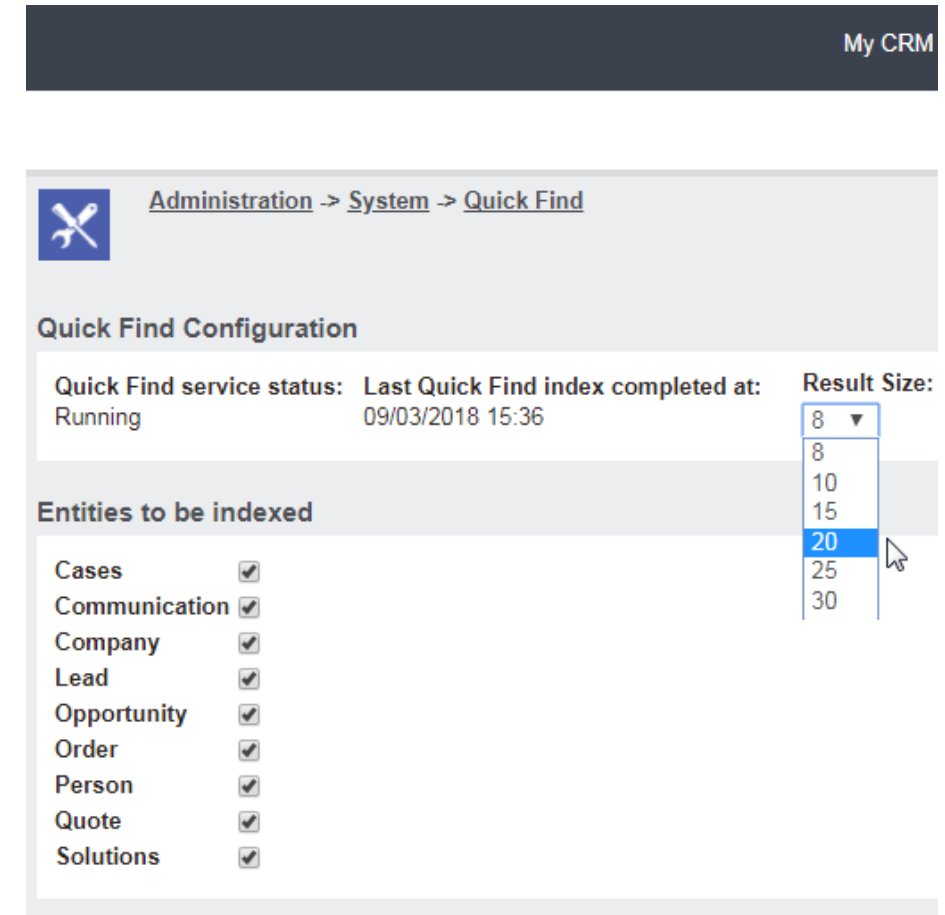 My CRM
Administration -> System -> Quick Find
Quick Find Configuration
Quick Find service status: Last Quick Find index completed at: Result Size:
Running 09/03/2018 15:36 8
8
10
15
20
25
30
Entities to be indexed
Cases
Communication
Company
Lead
Opportunity
Order
Person
Quote
Solutions